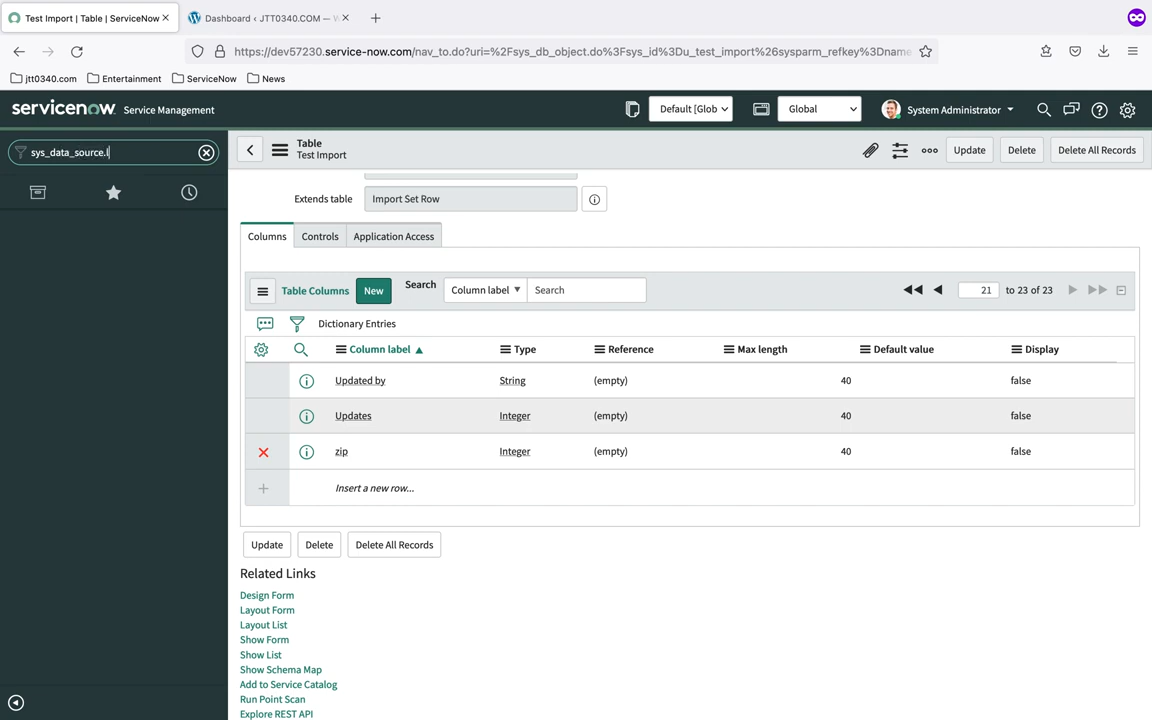 Test Import | Table | ServiceNow
Dashboard ‹ JTT0340.COM —
https://dev57230.service-now.com/nav_to.do?uri=%2Fsys_db_object.do%3Fsys_id%3Du_test_import%26sysparm_refkey%3Dname
jtt0340.com Entertainment ServiceNow News
servicenow Service Management
Default [Glob Global System Administrator
sys_data_source.l
Table
Test Import
Update Delete Delete All Records
Extends table Import Set Row
Columns Controls Application Access
Table Columns New Search Column label Search 21 to 23 of 23
Dictionary Entries
Column label Type Reference Max length Default value Display
Updated by String (empty) 40 false
Updates Integer (empty) 40 false
zip Integer (empty) 40 false
Insert a new row...
Update Delete Delete All Records
Related Links
Design Form
Layout Form
Layout List
Show Form
Show List
Show Schema Map
Add to Service Catalog
Run Point Scan
Explore REST API